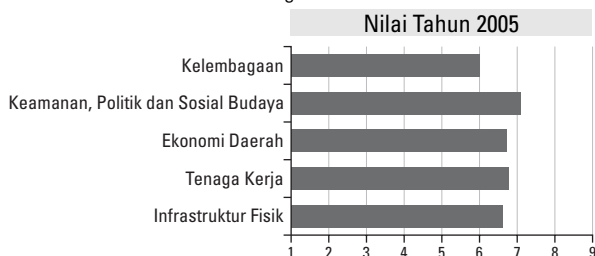 Nilai Tahun 2005
Kelembagaan
Keamanan, Politik dan Sosial Budaya
Ekonomi Daerah
Tenaga Kerja
Infrastruktur Fisik
1 2 3 4 5 6 7 8 9